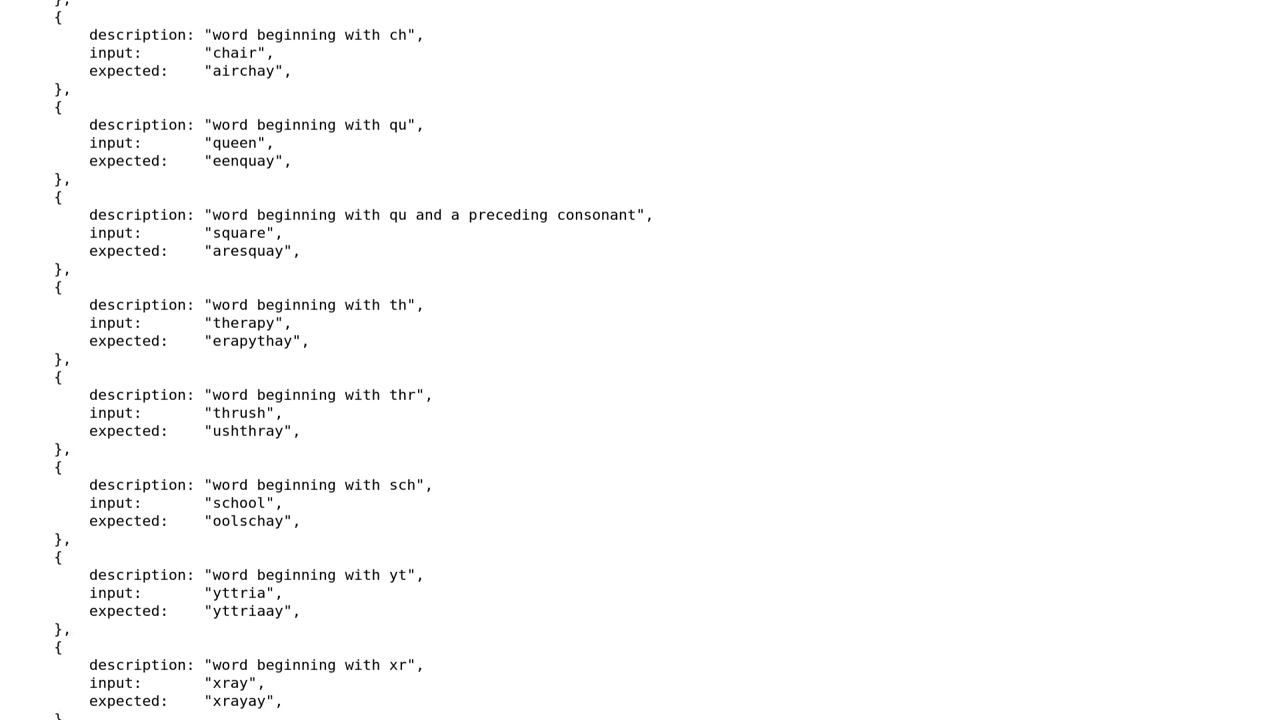 },
{
description: "word beginning with ch",
input: "chair",
expected: "airchay",
},
{
description: "word beginning with qu",
input: "queen",
expected: "eenquay",
},
{
description: "word beginning with qu and a preceding consonant",
input: "square",
expected: "aresquay",
},
{
description: "word beginning with th",
input: "therapy",
expected: "erapythay",
},
{
description: "word beginning with thr",
input: "thrush",
expected: "ushthray",
},
{
description: "word beginning with sch",
input: "school",
expected: "oolschay",
},
{
description: "word beginning with yt",
input: "yttria",
expected: "yttriaay",
},
{
description: "word beginning with xr",
input: "xray",
expected: "xrayay",
}